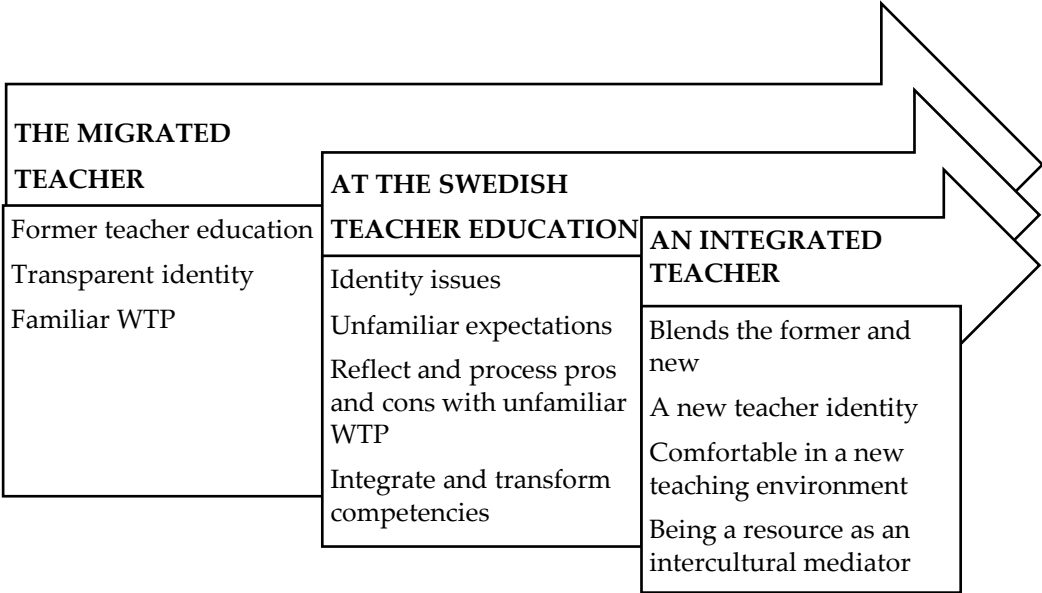 THE MIGRATED
TEACHER
Former teacher education
Transparent identity
Familiar WTP
AT THE SWEDISH
TEACHER EDUCATION
Identity issues
Unfamiliar expectations
Reflect and process pros
and cons with unfamiliar
WTP
Integrate and transform
competencies
AN INTEGRATED
TEACHER
Blends the former and
new
A new teacher identity
Comfortable in a new
teaching environment
Being a resource as an
intercultural mediator